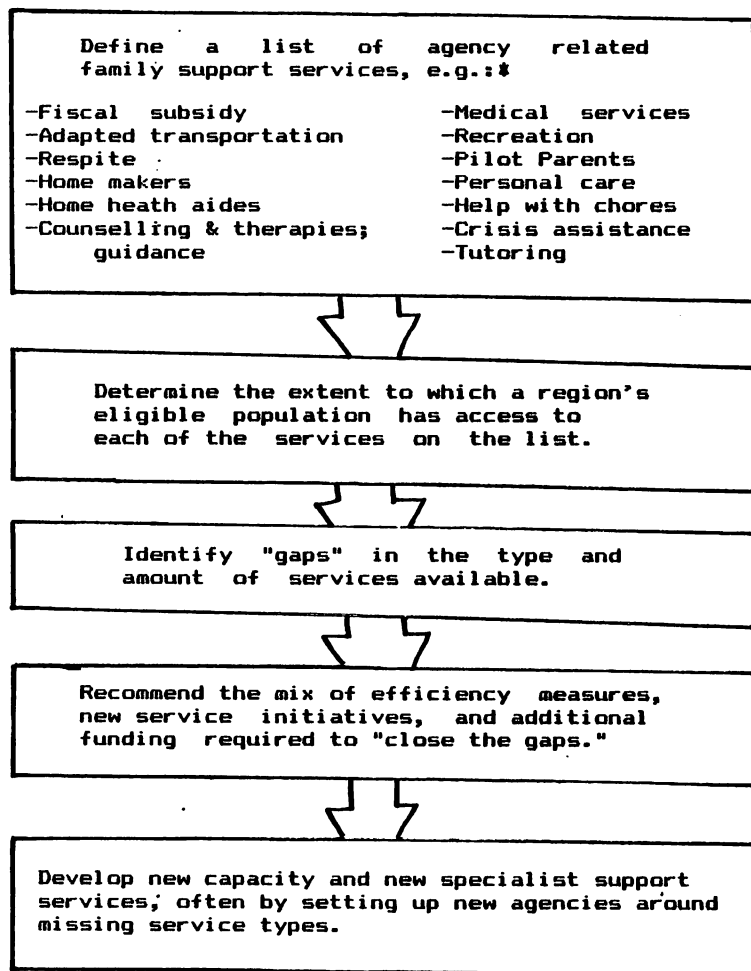 Define a list of agency related
family support services, e.g.:*
-Fiscal subsidy
-Adapted transportation
-Respite
-Home makers
-Home heath aides
-Counselling & therapies;
guidance
-Medical services
-Recreation
-Pilot Parents
-Personal care
-Help with chores
-Crisis assistance
-Tutoring
Determine the extent to which a region's
eligible population has access to
each of the services on the list.
Identify "gaps" in the type and
amount of services available.
Recommend the mix of efficiency measures,
new service initiatives, and additional
funding required to "close the gaps."
Develop new capacity and new specialist support
services, often by setting up new agencies around
missing service types.